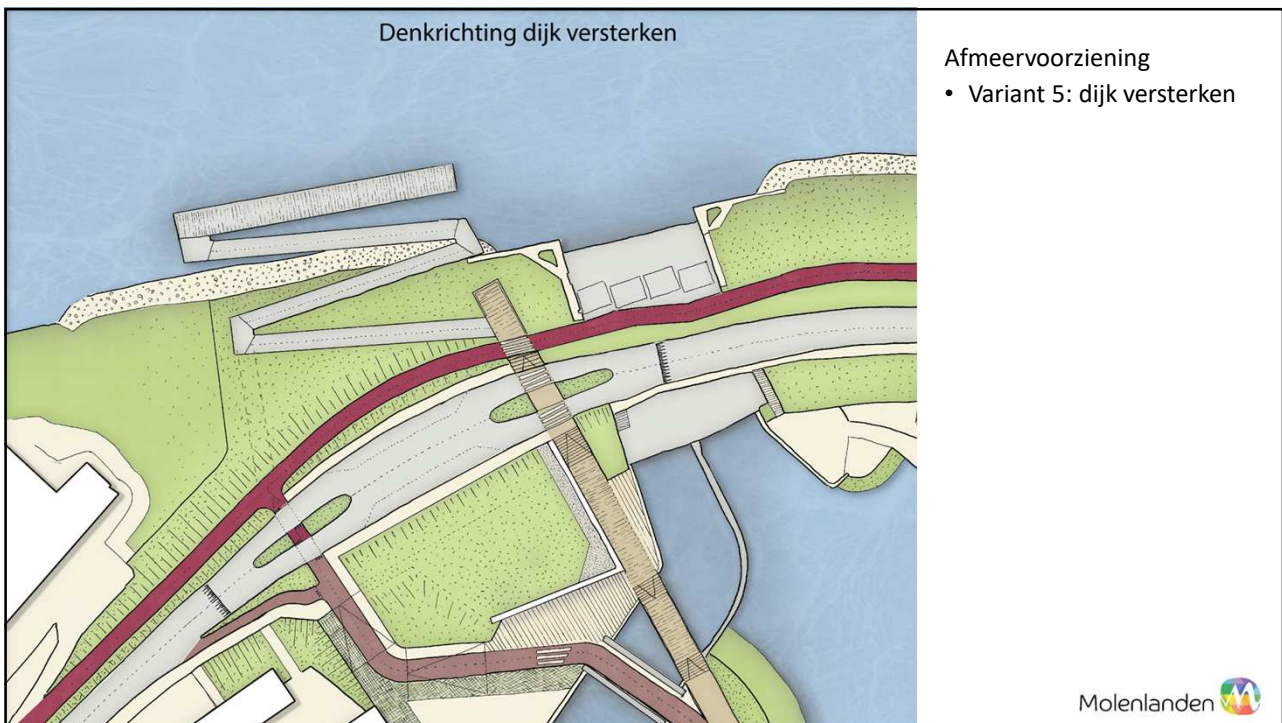 Denkrichting dijk versterken
Afmeervoorziening
• Variant 5: dijk versterken
Molenlanden